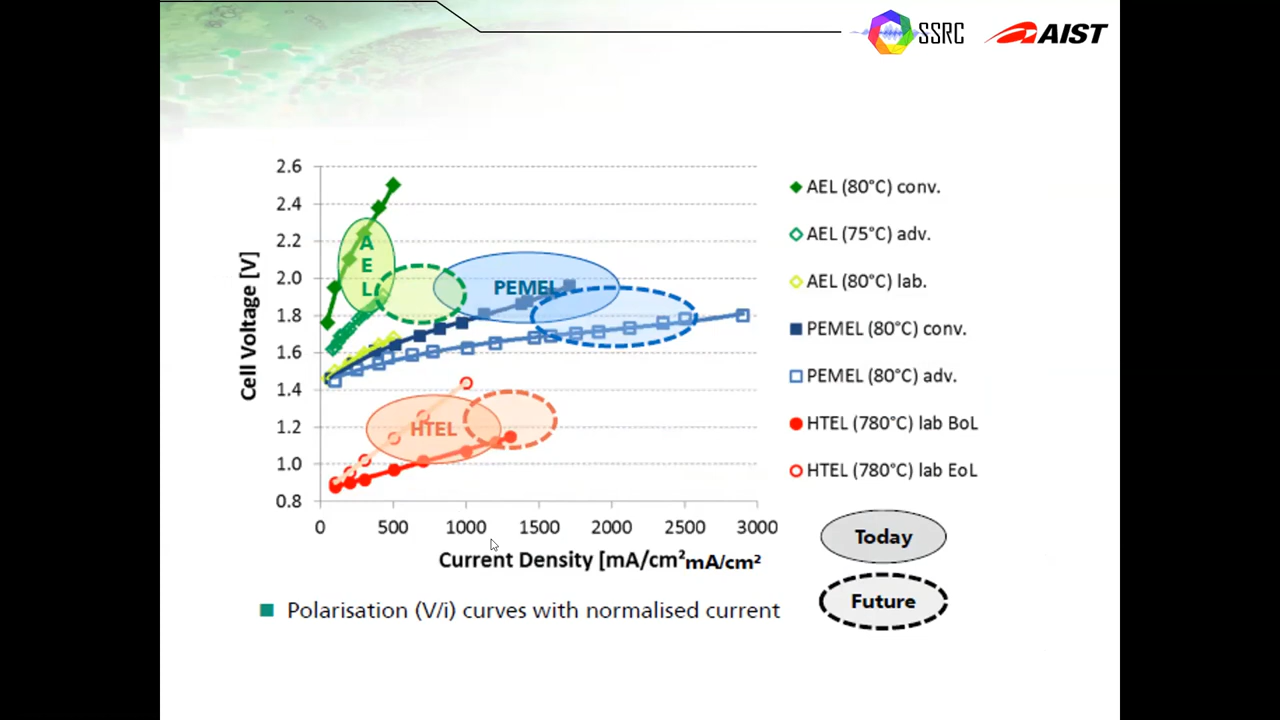 SSRC
AIST
2.6
2.4
2.2
2.0
1.8
1.6
1.4
1.2
1.0
0.8
Cell Voltage [V]
A
E
L
PEMEL
HTEL
0 500 1000 1500 2000 2500 3000
Current Density [mA/cm²mA/cm²
AEL (80°C) conv.
AEL (75°C) adv.
AEL (80°C) lab.
PEMEL (80°C) conv.
PEMEL (80°C) adv.
HTEL (780°C) lab BoL
HTEL (780°C) lab EoL
Today
Future
Polarisation (V/i) curves with normalised current